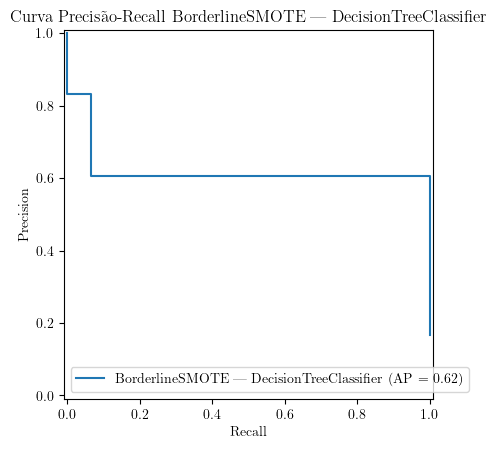 Curva Precisão-Recall BorderlineSMOTE — DecisionTreeClassifier
1.0
0.8
0.6
0.4
0.2
0.0
Precision
BorderlineSMOTE — DecisionTreeClassifier (AP = 0.62)
0.0 0.2 0.4 0.6 0.8 1.0
Recall